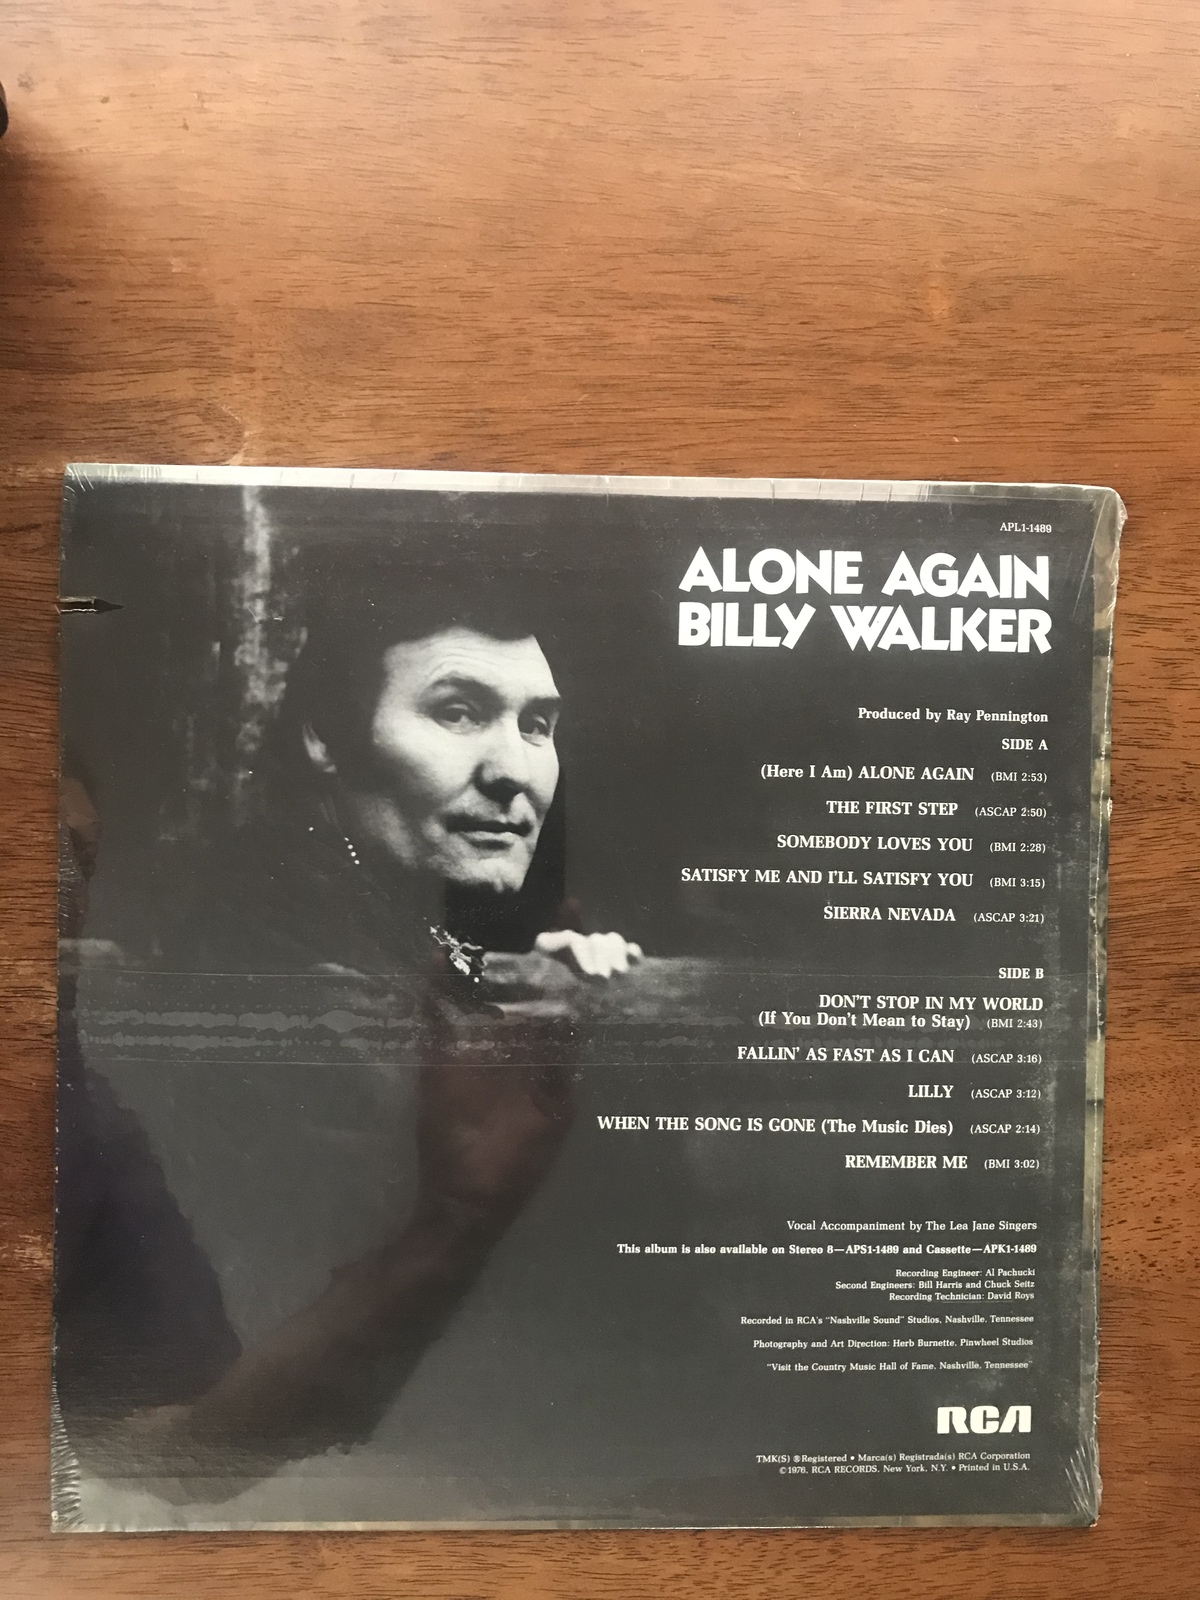 APL1-1489
ALONE AGAIN
BILLY WALKER
Produced by Ray Pennington
SIDE A
(Here I Am) ALONE AGAIN (BMI 2:53)
THE FIRST STEP (ASCAP 2:50)
SOMEBODY LOVES YOU (BMI 2:28)
SATISFY ME AND I'LL SATISFY YOU (BMI 3:15)
SIERRA NEVADA (ASCAP 3:21)
SIDE B
DON'T STOP IN MY WORLD
(If You Don't Mean to Stay) (BMI 2:43)
FALLIN' AS FAST AS I CAN (ASCAP 3:16)
LILLY (ASCAP 3:12)
WHEN THE SONG IS GONE (The Music Dies) (ASCAP 2:14)
REMEMBER ME (BMI 3:02)
Vocal Accompaniment by The Lea Jane Singers
This album is also available on Stereo 8—APS1-1489 and Cassette—APK1-1489
Recording Engineer: Al Pachucki
Second Engineers: Bill Harris and Chuck Seitz
Recording Technician: David Roys
Recorded in RCA's "Nashville Sound" Studios, Nashville, Tennessee
Photography and Art Direction: Herb Burnette, Pinwheel Studios
"Visit the Country Music Hall of Fame, Nashville, Tennessee"
RCA
TMK(S) ® Registered • Marca(s) Registrada(s) RCA Corporation
© 1976, RCA RECORDS, New York, N.Y. • Printed in U.S.A.